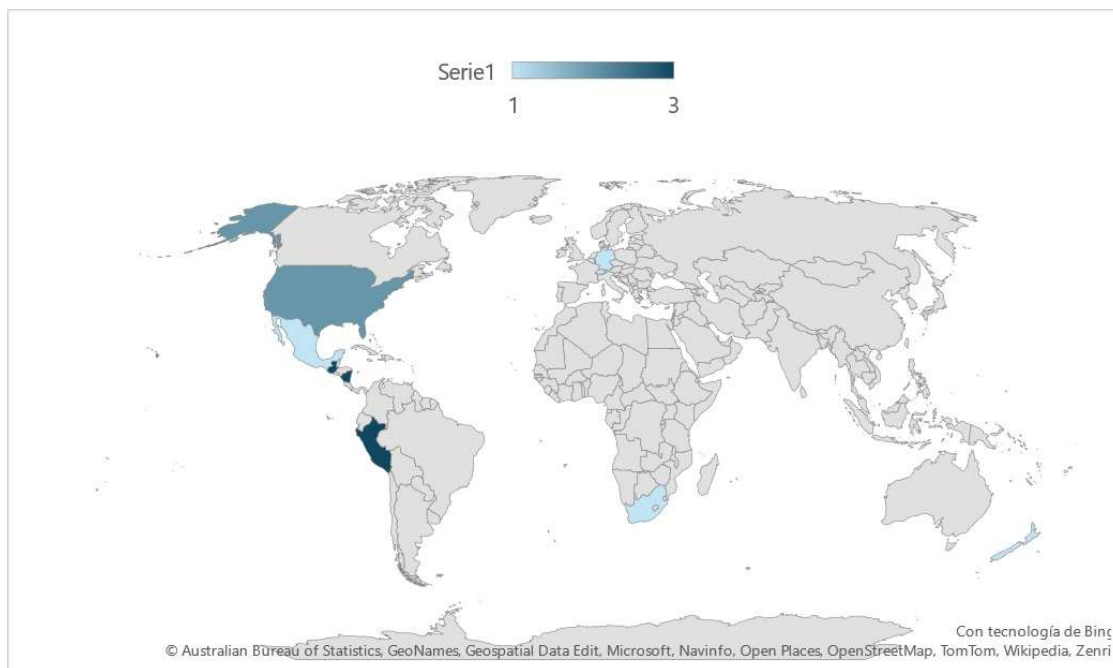 Serie1
1 3
Con tecnología de Bing
© Australian Bureau of Statistics, GeoNames, Geospatial Data Edit, Microsoft, Navinfo, Open Places, OpenStreetMap, TomTom, Wikipedia, Zenri